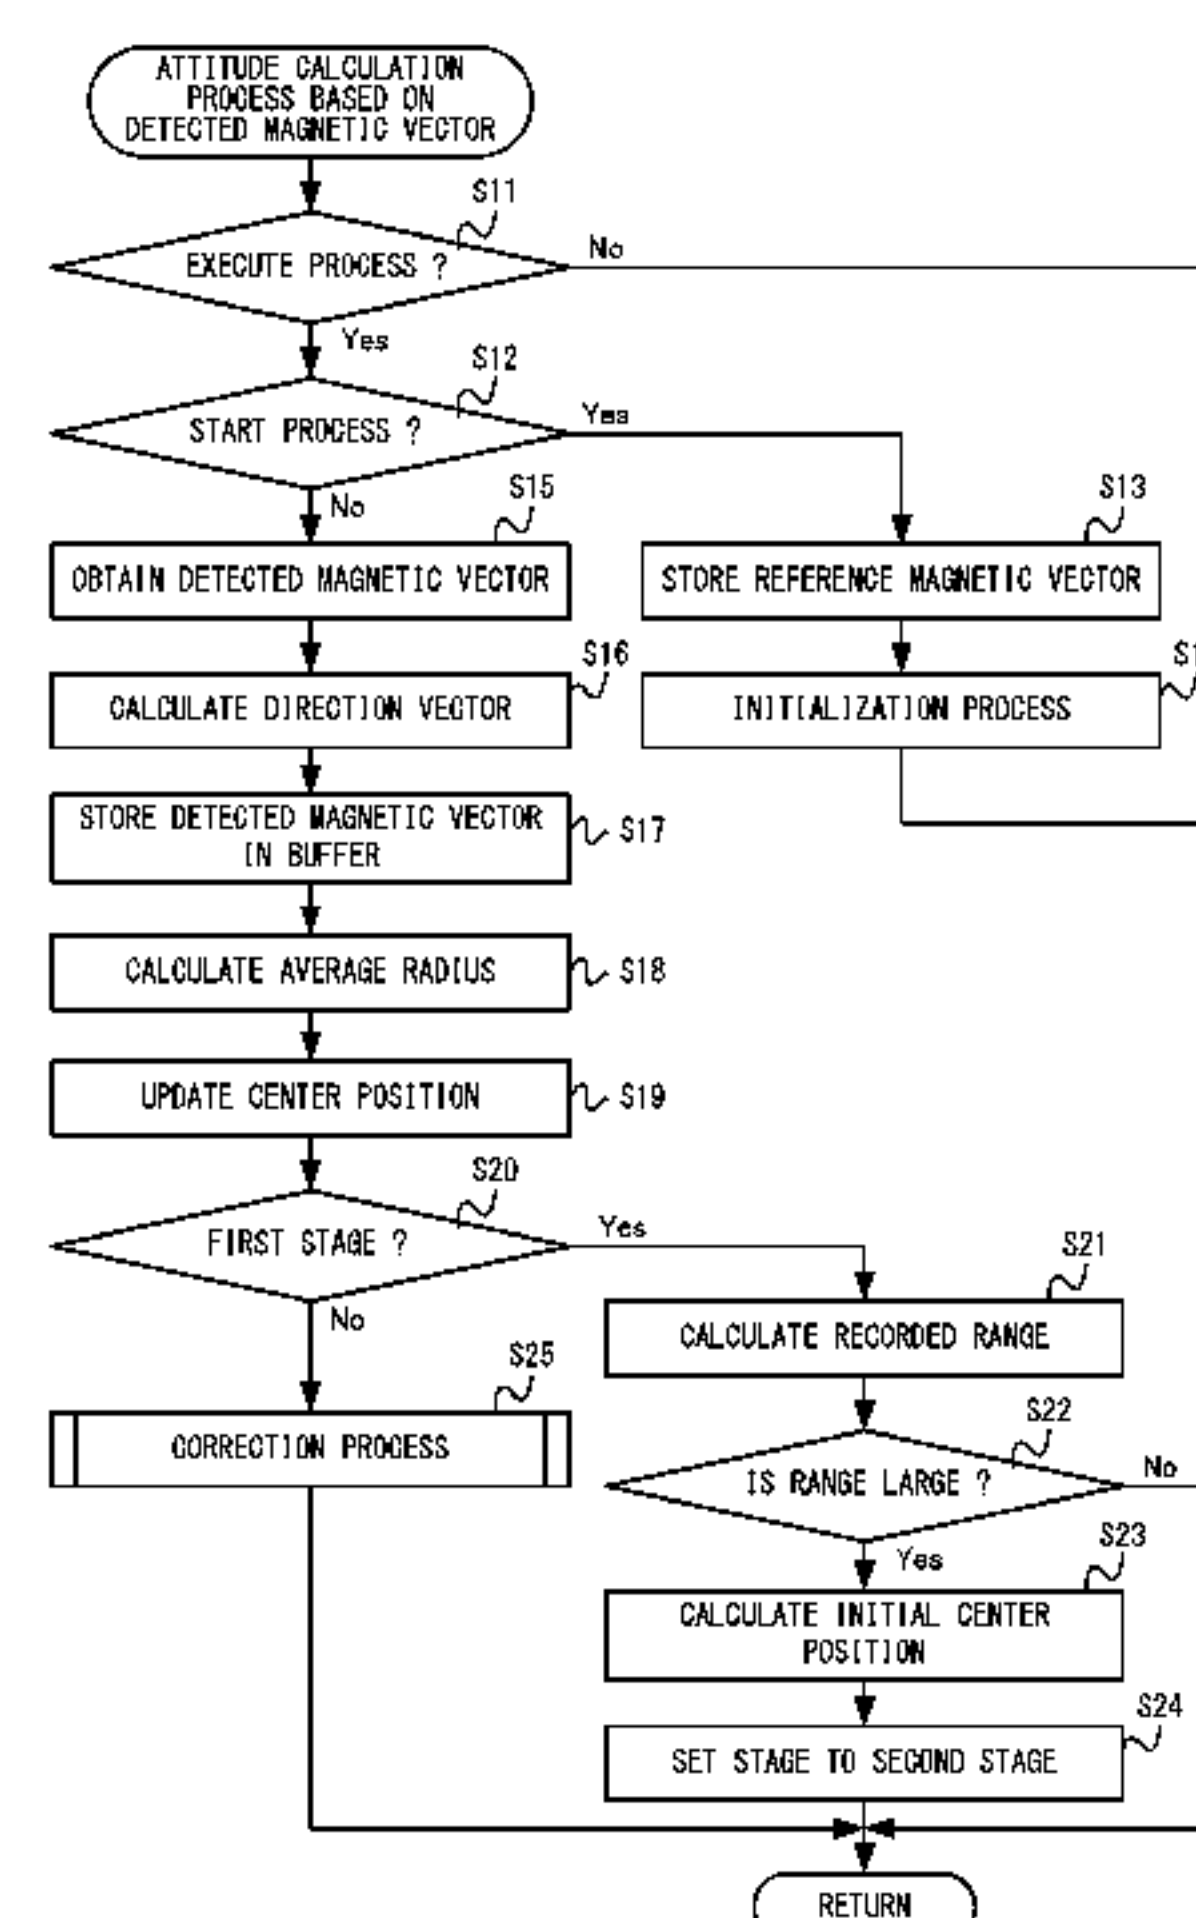 ATTITUDE CALCULATION
PROCESS BASED ON
DETECTED MAGNETIC VECTOR
S11
EXECUTE PROCESS ?
No
Yes
S12
START PROCESS ?
Yes
No
S15
S13
OBTAIN DETECTED MAGNETIC VECTOR
STORE REFERENCE MAGNETIC VECTOR
S16
CALCULATE DIRECTION VECTOR
INITIALIZATION PROCESS
STORE DETECTED MAGNETIC VECTOR
IN BUFFER
S17
CALCULATE AVERAGE RADIUS
S18
UPDATE CENTER POSITION
S19
S20
FIRST STAGE ?
Yes
No
S21
CALCULATE RECORDED RANGE
S25
CORRECTION PROCESS
S22
IS RANGE LARGE ?
No
Yes
S23
CALCULATE INITIAL CENTER
POSITION
S24
SET STAGE TO SECOND STAGE
RETURN